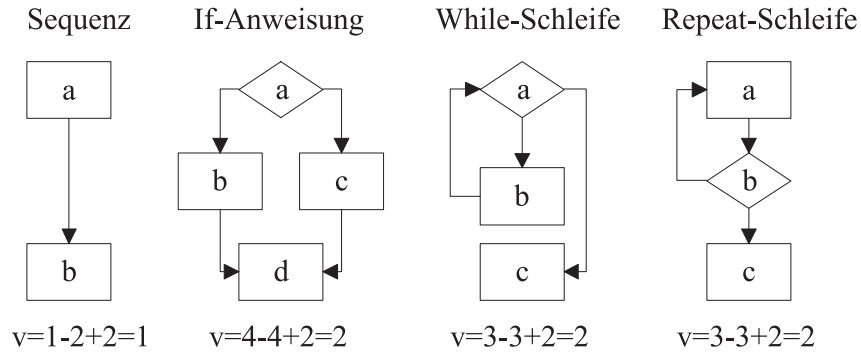 Sequenz
If-Anweisung
While-Schleife
Repeat-Schleife
a
b
v=1-2+2=1
a
b
c
d
v=4-4+2=2
a
b
c
v=3-3+2=2
a
b
c
v=3-3+2=2